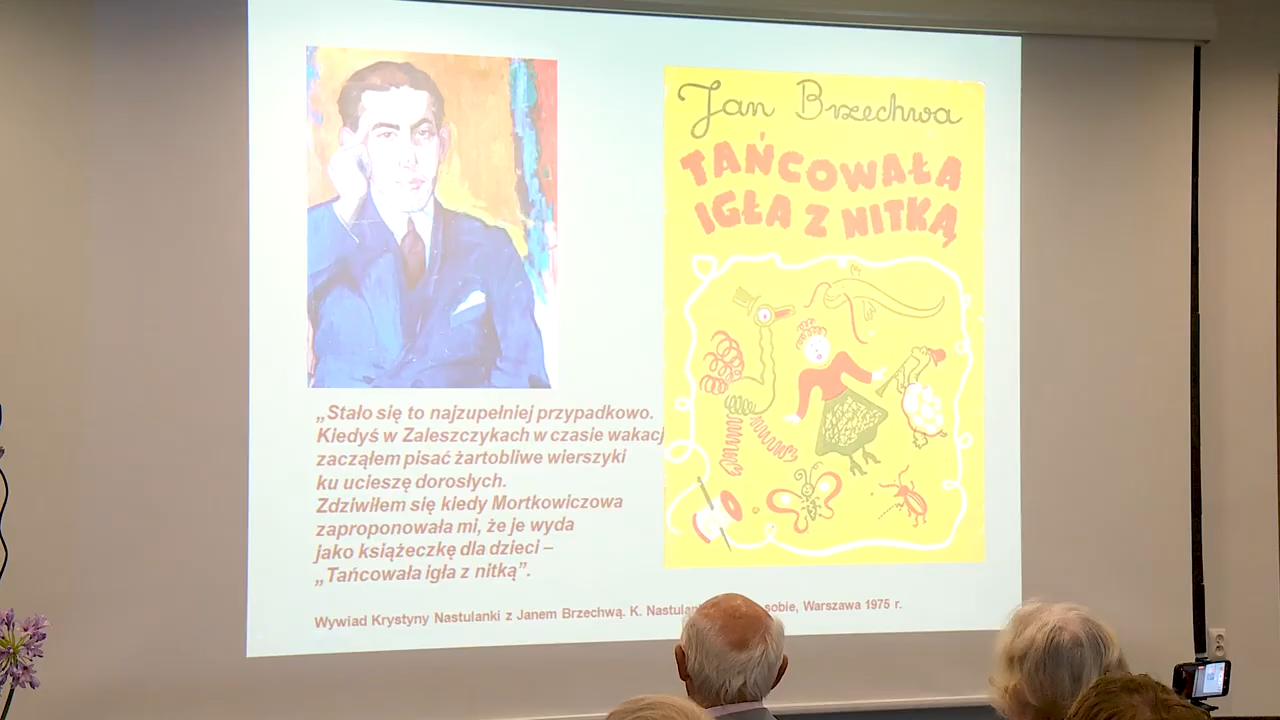 Jan Brzechwa
TAŃCOWAŁA
IGŁA Z NITKĄ
„Stało się to najzupełniej przypadkowo.
Kiedyś w Zaleszczykach w czasie wakacj
zacząłem pisać żartobliwe wierszyki
ku uciesze dorosłych.
Zdziwiłem się kiedy Mortkowiczowa
zaproponowała mi, że je wyda
jako książeczkę dla dzieci –
„Tańcowała igła z nitką”.
Wywiad Krystyny Nastulanki z Janem Brzechwą. K. sobie, Warszawa 1975 r.